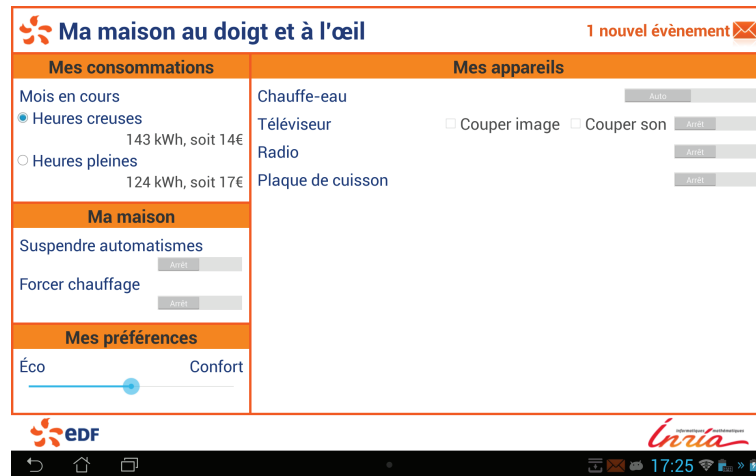 Ma maison au doigt et à l'œil
1 nouvel évènement
Mes consommations
Mois en cours
Heures creuses
143 kWh, soit 14€
Heures pleines
124 kWh, soit 17€
Ma maison
Suspendre automatismes
Arrêt
Forcer chauffage
Arrêt
Mes préférences
Éco Confort
Mes appareils
Chauffe-eau Auto
Téléviseur Couper image Couper son Arrêt
Radio Arrêt
Plaque de cuisson Arrêt
eDF
informatiques mathématiques
Inria
17:25